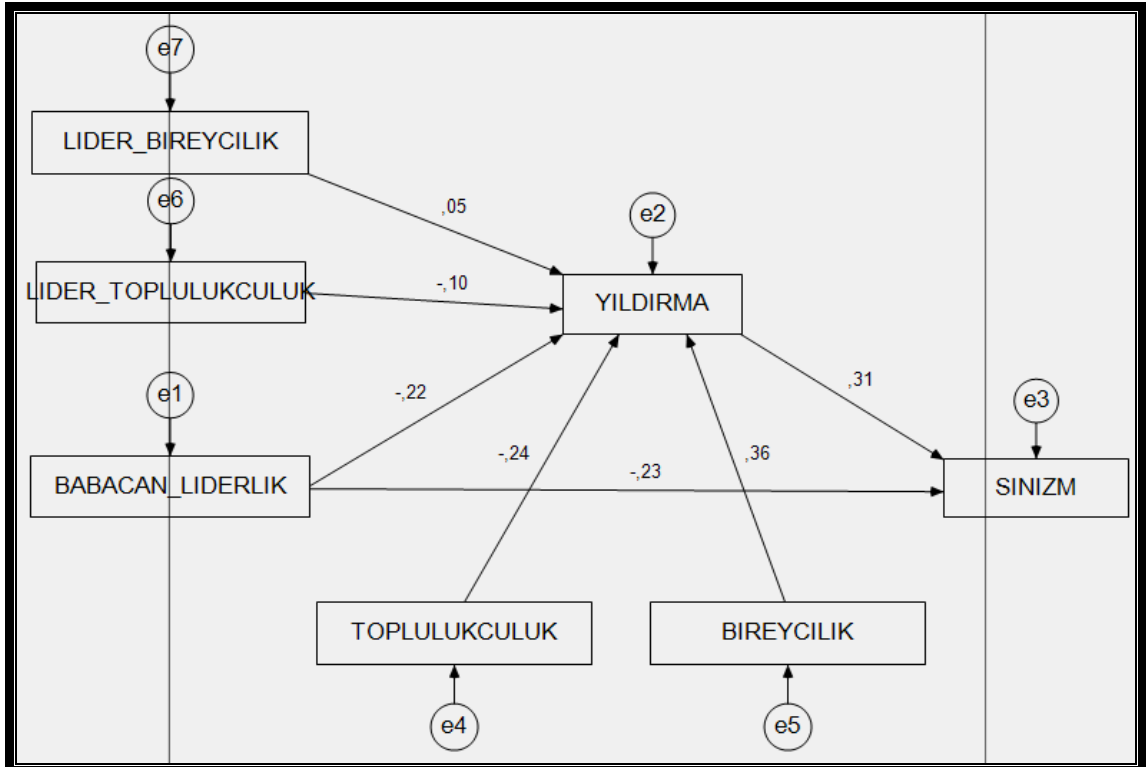 e7
LIDER_BIREYCILIK
e6
,05
e2
LIDER_TOPLULUKCULUK
-,10
YILDIRMA
e1
-,22
,31
e3
-,24
,36
BABACAN_LIDERLIK
-,23
SINIZM
TOPLULUKCULUK
BIREYCILIK
e4
e5